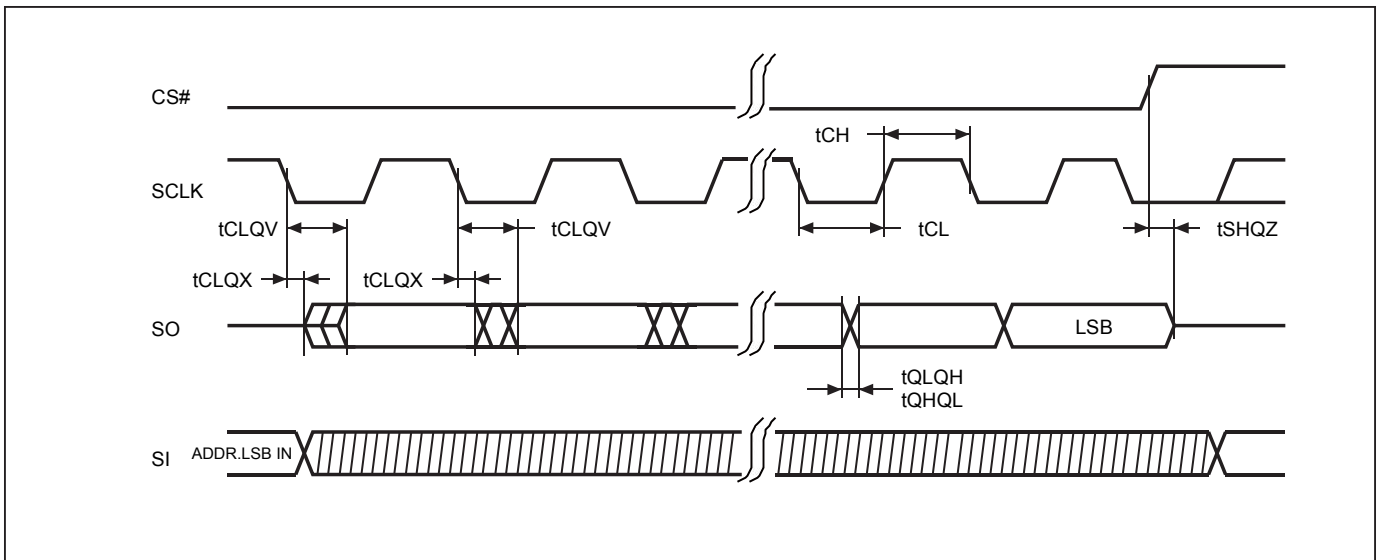 CS#
tCH
SCLK
tCLQV
tCLQV
tCL
tSHQZ
tCLQX
tCLQX
SO
LSB
tQLQH
tQHQL
SI
ADDR.LSB IN